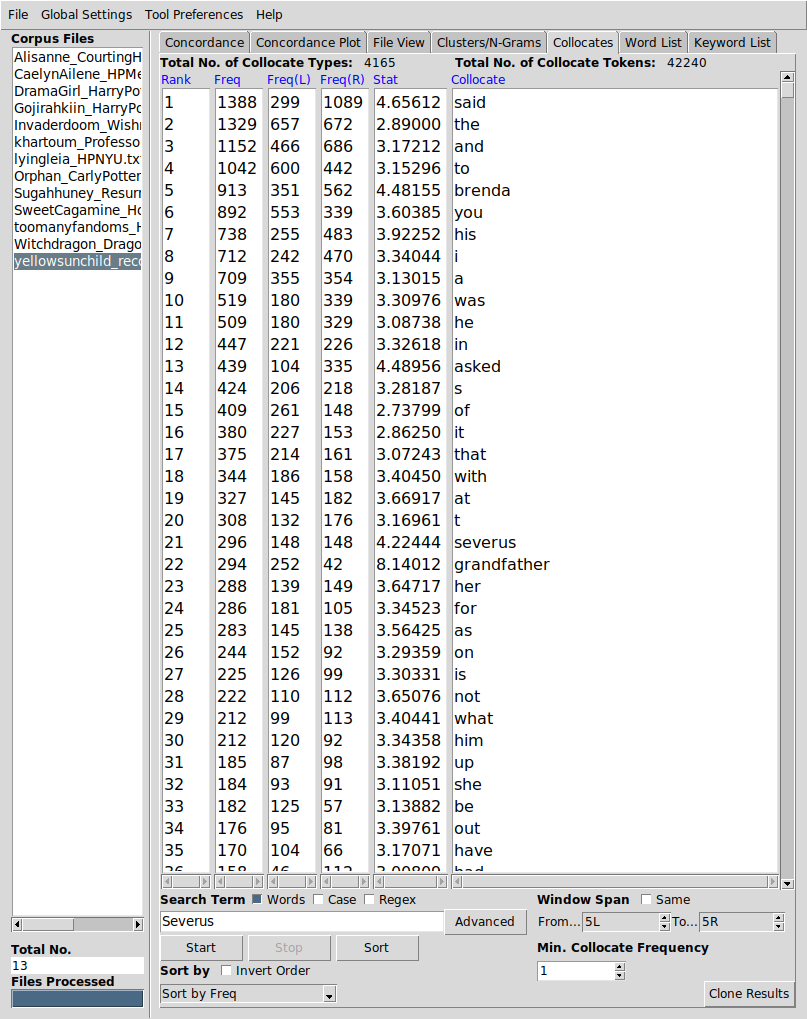 File Global Settings Tool Preferences Help
Corpus Files
Alisanne_CourtingH
CaelynAilene_HPMe
DramaGirl_HarryPo
Gojirahkiin_HarryPo
Invaderdoom_Wish
khartoum_Professo
lyingleia_HPNYU.tx
Orphan_CarlyPotter
Sugahhuney_Resur
SweetCagamine_Ho
toomanyfandoms_H
Witchdragon_Drago
yellowsunchild_reco
Total No.
13
Files Processed
Concordance Concordance Plot File View Clusters/N-Grams Collocates Word List Keyword List
Total No. of Collocate Types: 4165 Total No. of Collocate Tokens: 42240
Rank Freq Freq(L) Freq(R) Stat Collocate
1 1388 299 1089 4.65612 said
2 1329 657 672 2.89000 the
3 1152 466 686 3.17212 and
4 1042 600 442 3.15296 to
5 913 351 562 4.48155 brenda
6 892 553 339 3.60385 you
7 738 255 483 3.92252 his
8 712 242 470 3.34044 i
9 709 355 354 3.13015 a
10 519 180 339 3.30976 was
11 509 180 329 3.08738 he
12 447 221 226 3.32618 in
13 439 104 335 4.48956 asked
14 424 206 218 3.28187 s
15 409 261 148 2.73799 of
16 380 227 153 2.86250 it
17 375 214 161 3.07243 that
18 344 186 158 3.40450 with
19 327 145 182 3.66917 at
20 308 132 176 3.16961 t
21 296 148 148 4.22444 severus
22 294 252 42 8.14012 grandfather
23 288 139 149 3.64717 her
24 286 181 105 3.34523 for
25 283 145 138 3.56425 as
26 244 152 92 3.29359 on
27 225 126 99 3.30331 is
28 222 110 112 3.65076 not
29 212 99 113 3.40441 what
30 212 120 92 3.34358 him
31 185 87 98 3.38192 up
32 184 93 91 3.11051 she
33 182 125 57 3.13882 be
34 176 95 81 3.39761 out
35 170 104 66 3.17071 have
Search Term Words Case Regex
Severus
Advanced
Start Stop Sort
Sort by Invert Order
Sort by Freq
Window Span Same
From... 5L To... 5R
Min. Collocate Frequency
1
Clone Results